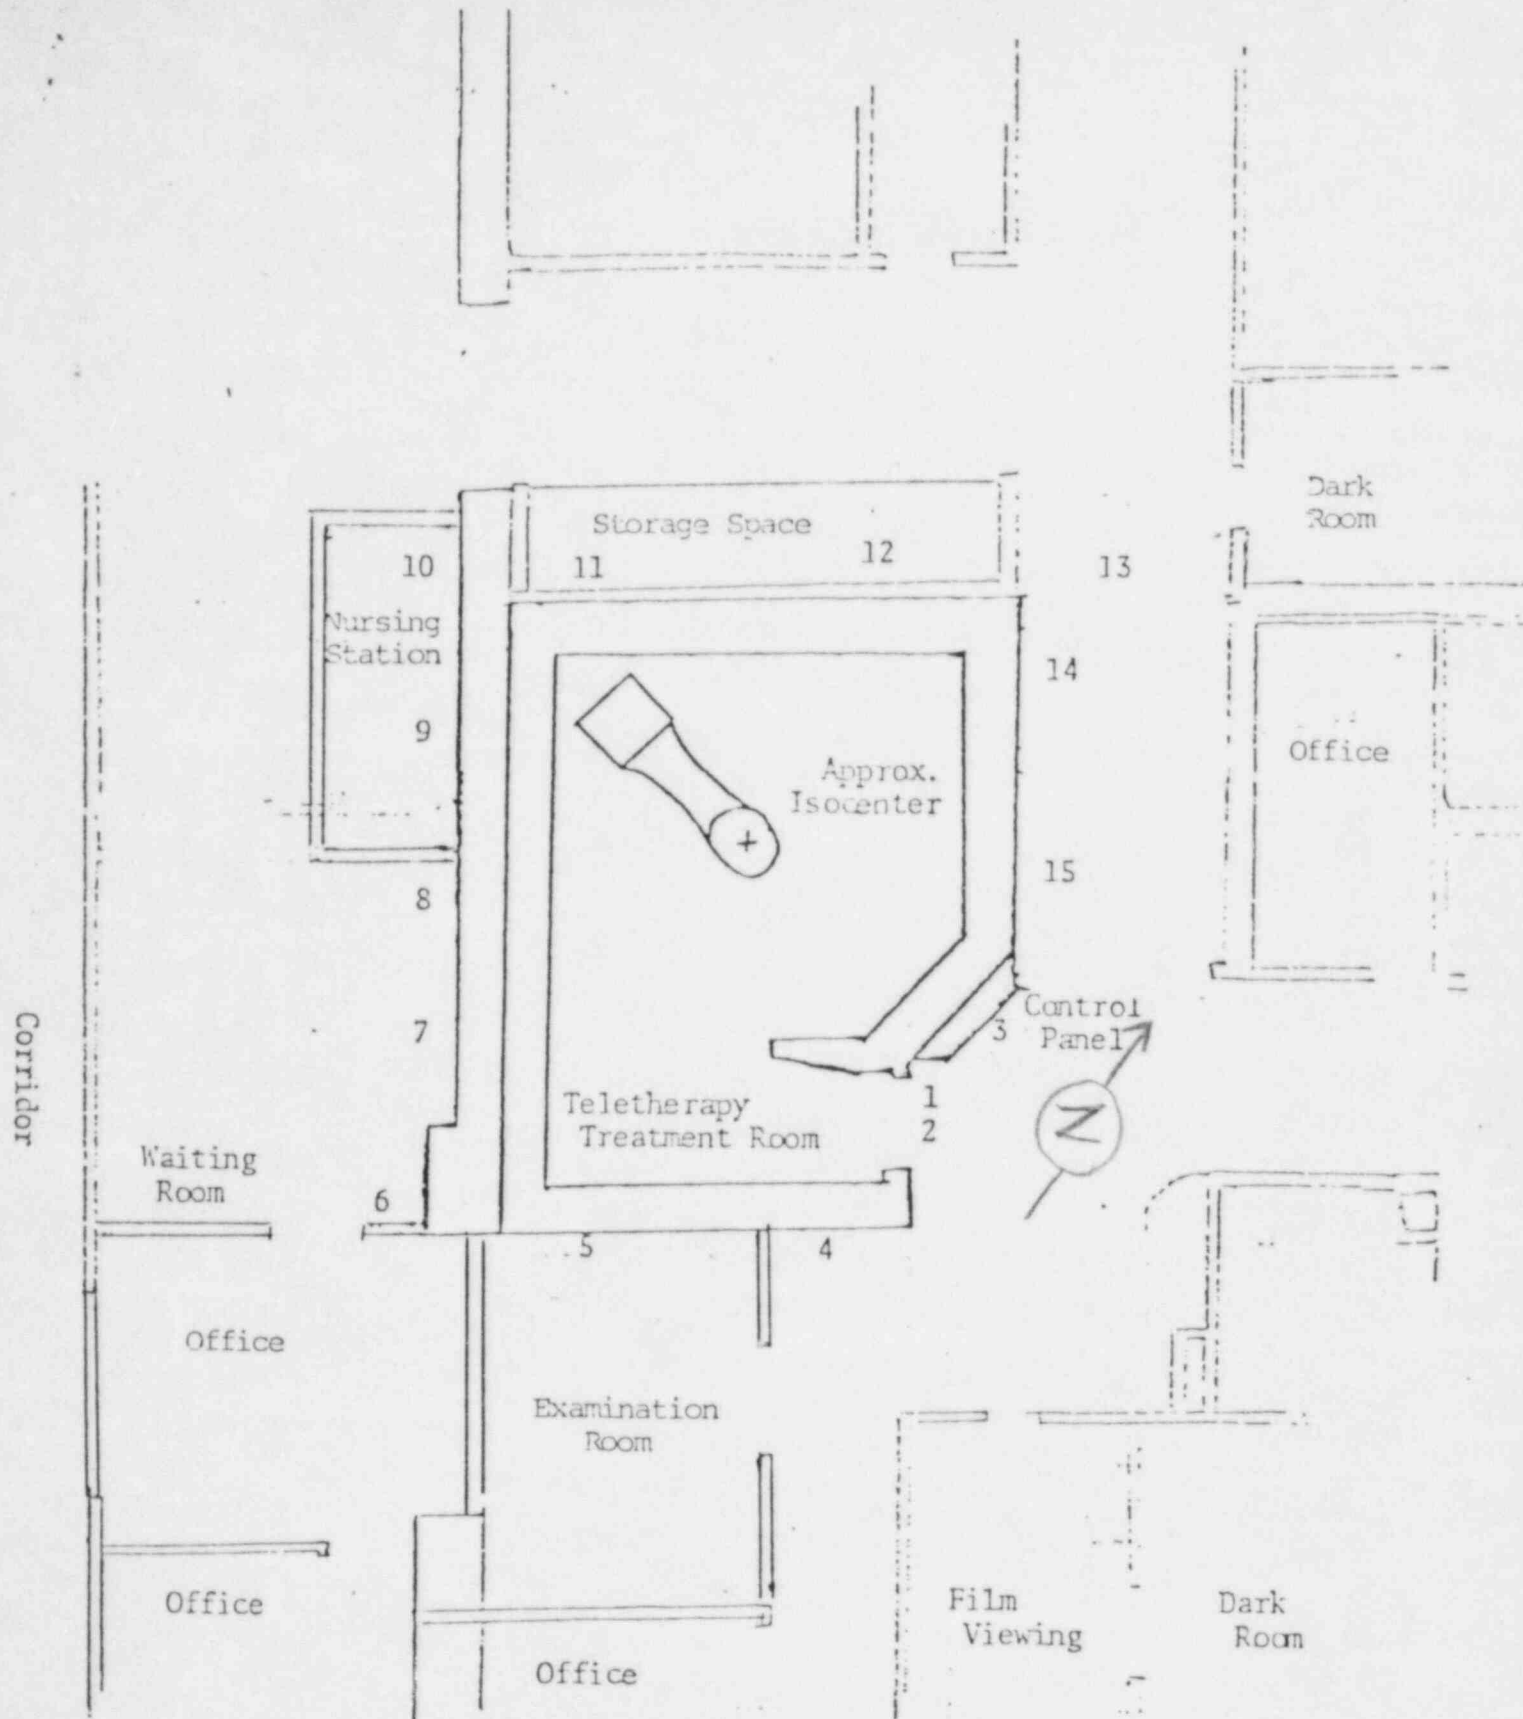 Storage Space
Dark
Room
10
11
12
13
Nursing
Station
14
9
Approx.
Isocenter
Office
+
8
15
7
3
Control
Panel
Corridor
1
2
N
Teletherapy
Treatment Room
Waiting
Room
6
5
4
Office
Examination
Room
Office
Film
Viewing
Dark
Room
Office